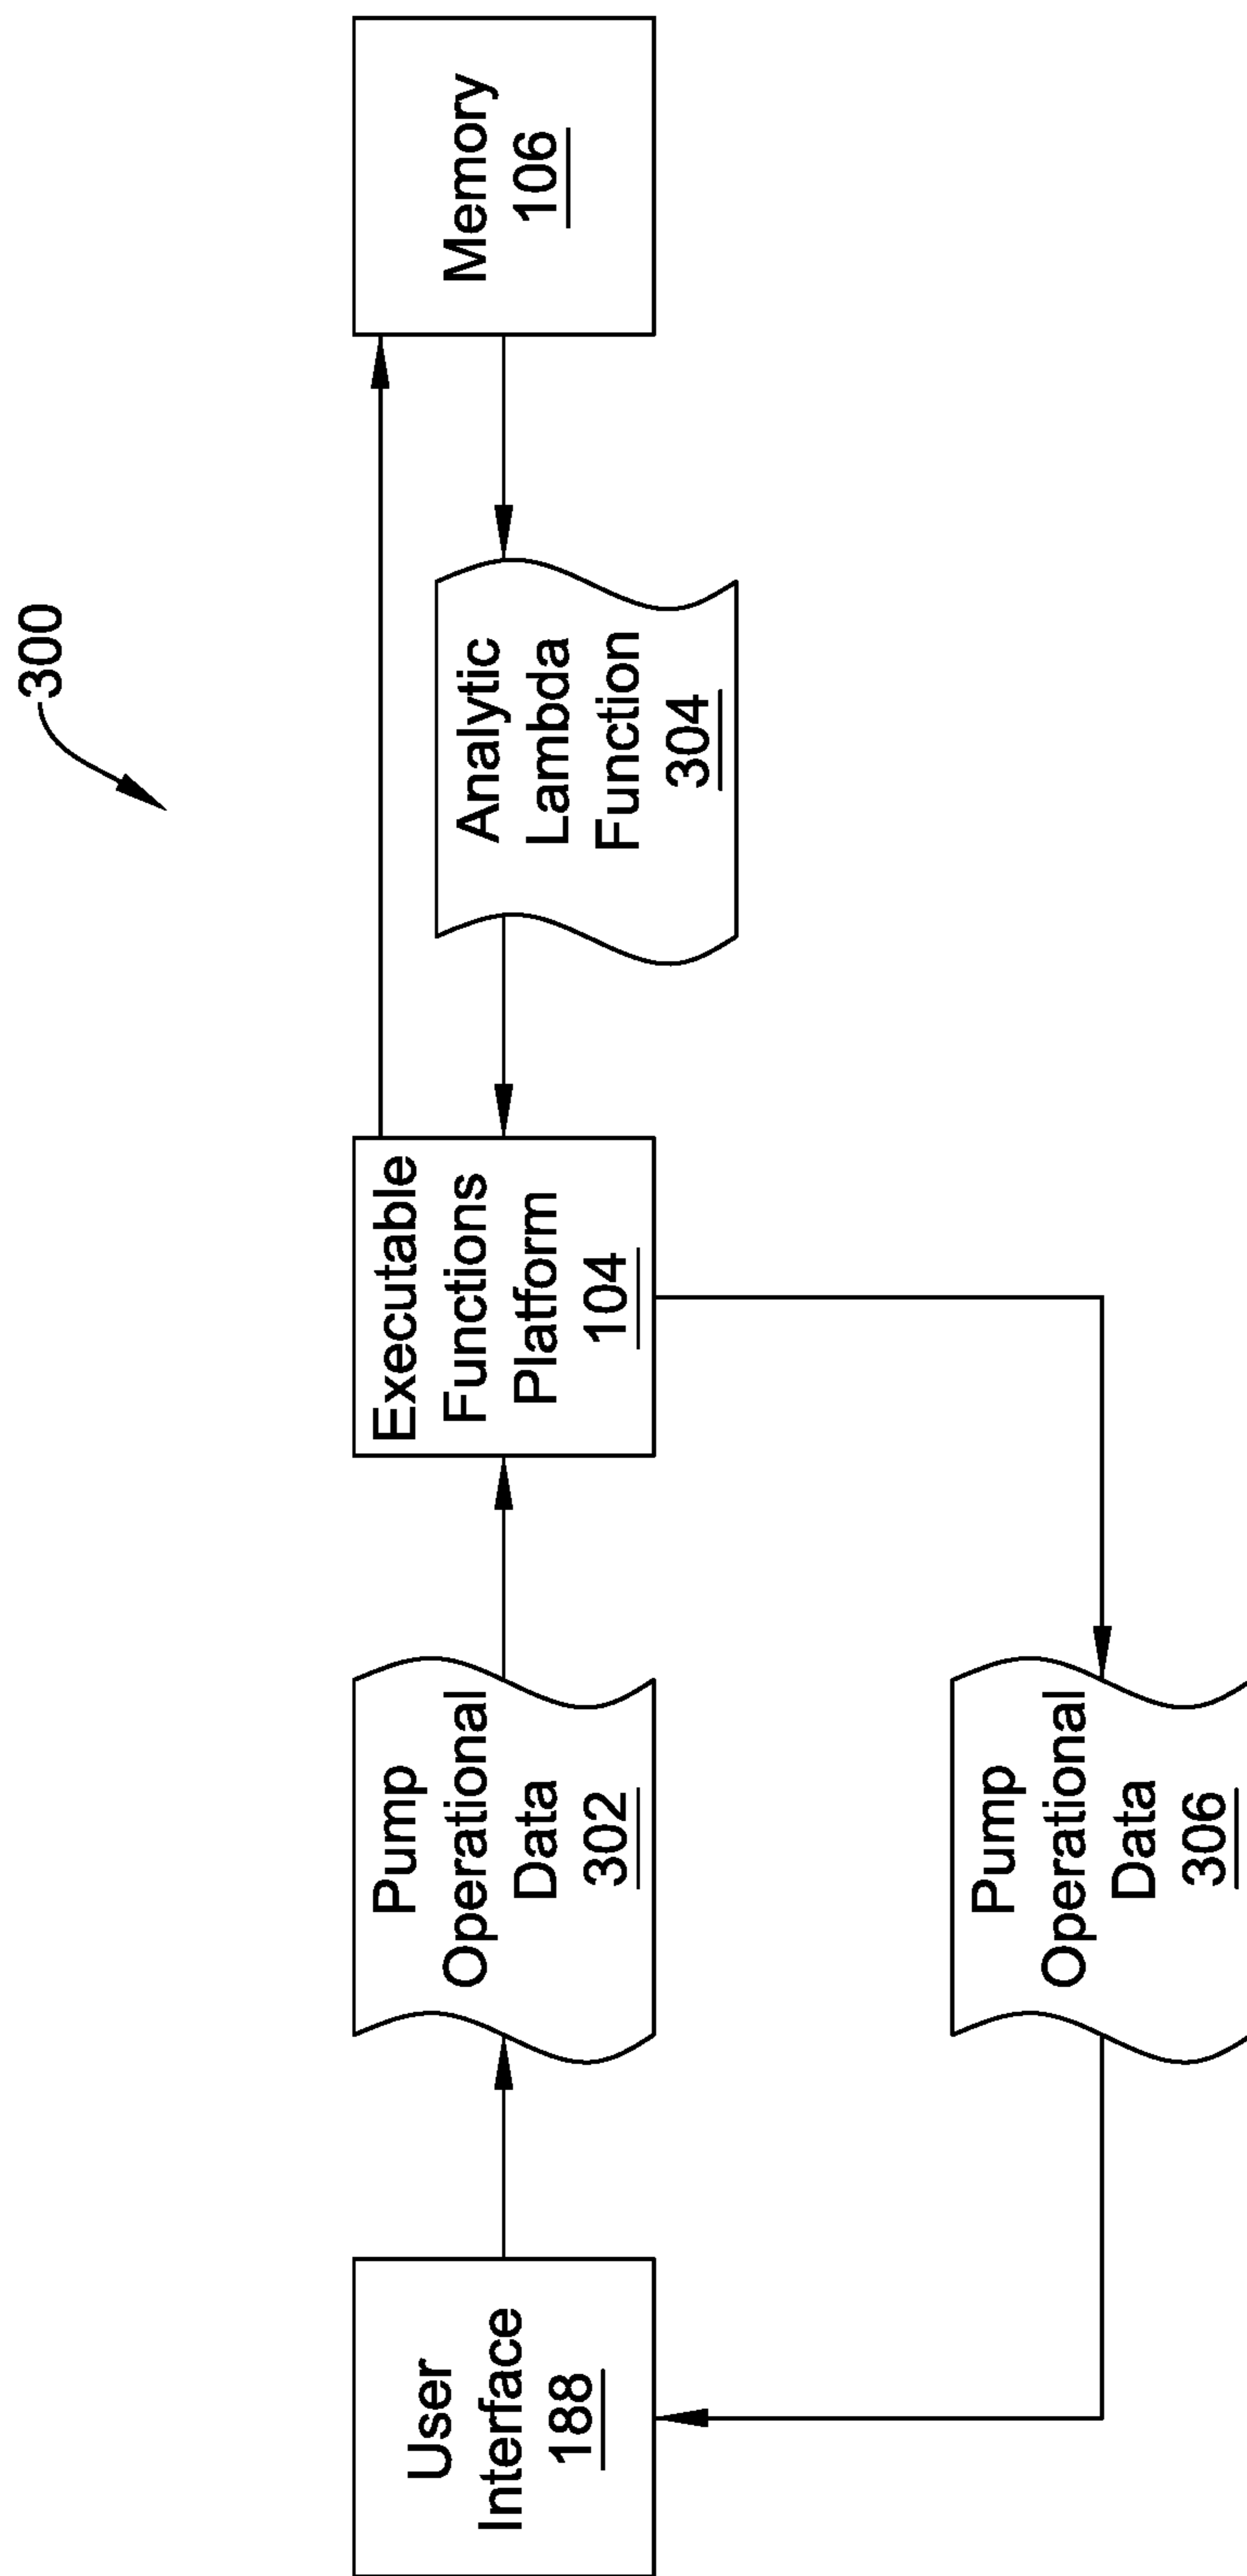 300
User
Interface
188
Pump
Operational
Data
302
Executable
Functions
Platform
104
Analytic
Lambda
Function
304
Memory
106
Pump
Operational
Data
306